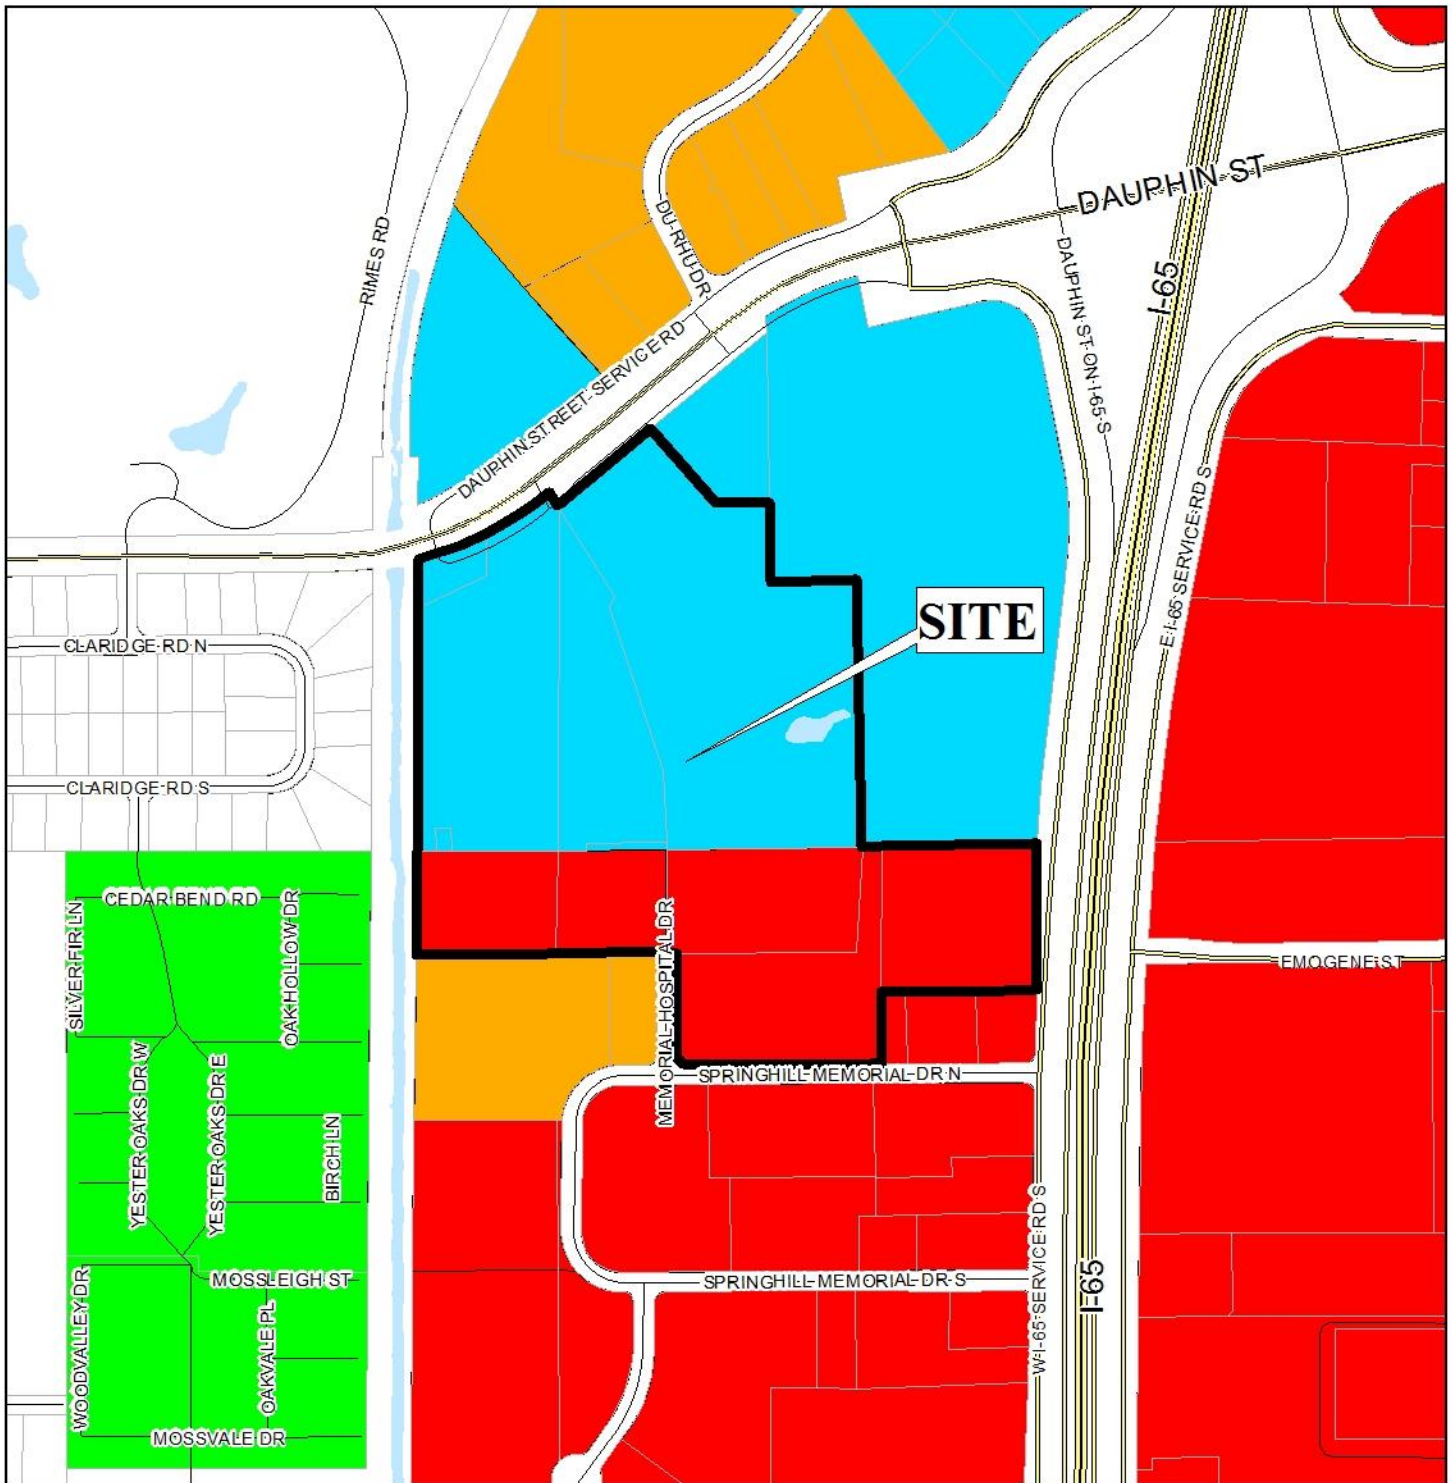 DAUPHIN ST
RIMES RD
DU-RHU-DR
DAUPHIN-ST-ON-I-65-S
I-65
DAUPHIN-STREET-SERVICE-RD
E-I-65-SERVICE-RD-S
SITE
CLARIDGE-RD-N
CLARIDGE-RD-S
CEDAR-BEND-RD
SILVER-FIR-LN
OAK-HOLLOW-DR
MEMORIAL-HOSPITAL-DR
EMOGENE-ST
YESTER-OAKS-DR-W
YESTER-OAKS-DR-E
BIRCH-LN
SPRINGHILL-MEMORIAL-DR-N
W-I-65-SERVICE-RD-S
I-65
MOSSLEIGH-ST
SPRINGHILL-MEMORIAL-DR-S
WOODVALLEY-DR
OAKVALE-PL
MOSSVALE DR